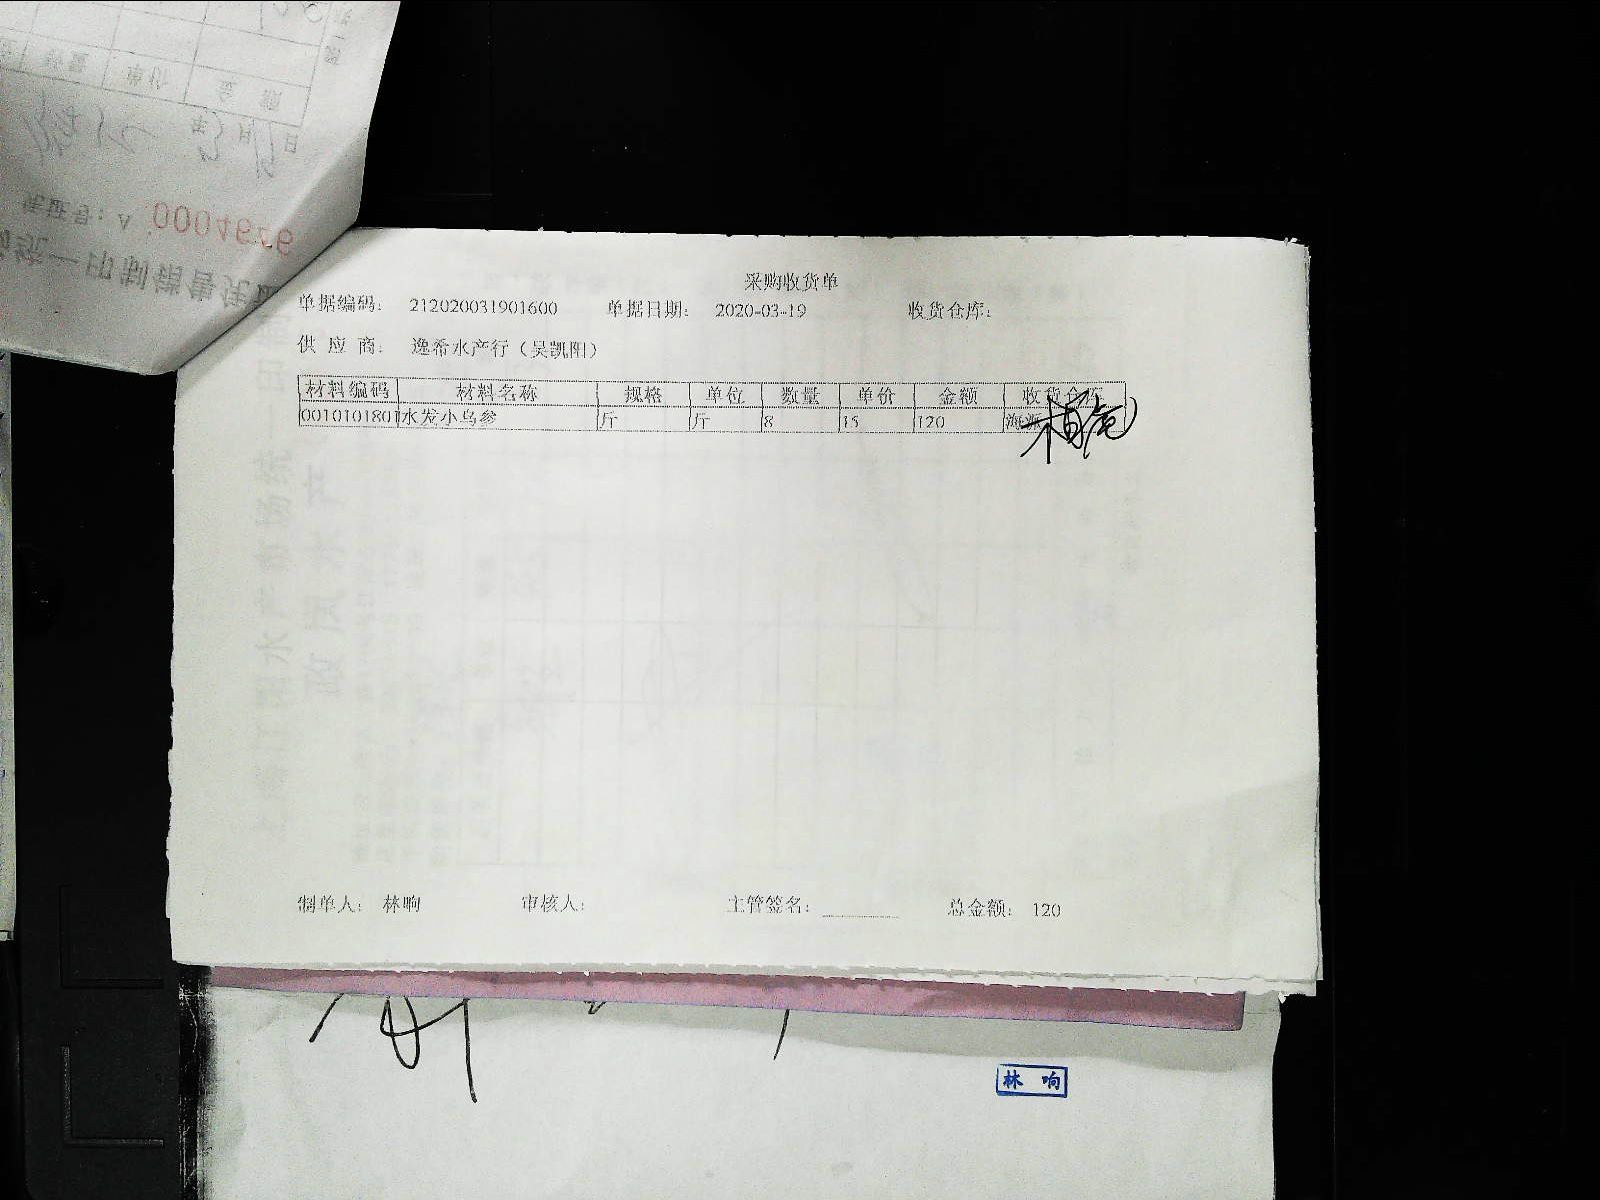 采购收货单
单据编码： 212020031901600 单据日期： 2020-03-19 收货仓库：
供 应 商： 逸希水产行（吴凯阳）
材料编码 材料名称 规格 单位 数量 单价 金额 收货仓库
0010101801 水发小乌参 斤 斤 8 15 120
制单人： 林响 审核人： 主管签名： 总金额： 120
林 响